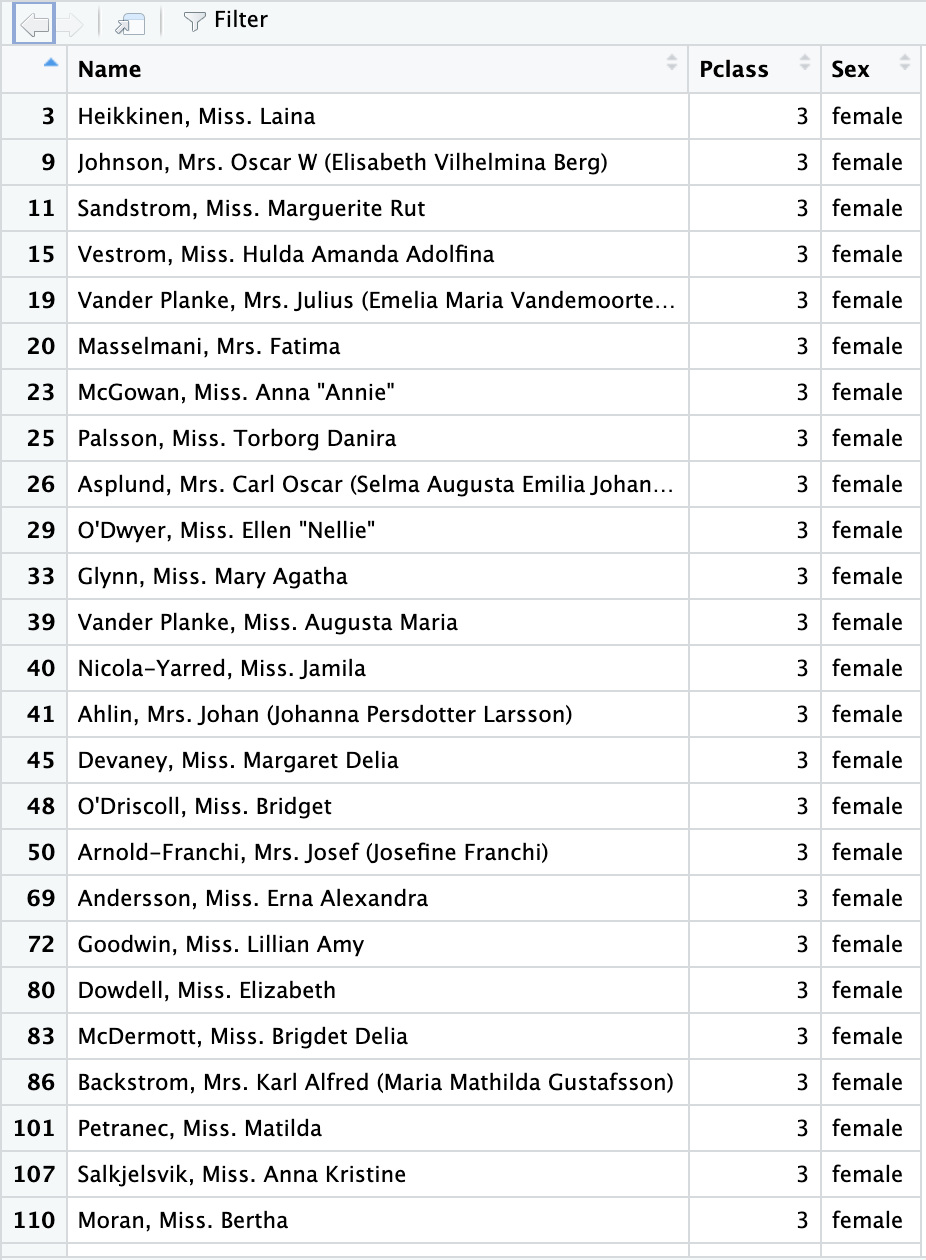 Filter
Name Pclass Sex
3 Heikkinen, Miss. Laina 3 female
9 Johnson, Mrs. Oscar W (Elisabeth Vilhelmina Berg) 3 female
11 Sandstrom, Miss. Marguerite Rut 3 female
15 Vestrom, Miss. Hulda Amanda Adolfina 3 female
19 Vander Planke, Mrs. Julius (Emelia Maria Vandemoorte... 3 female
20 Masselmani, Mrs. Fatima 3 female
23 McGowan, Miss. Anna "Annie" 3 female
25 Palsson, Miss. Torborg Danira 3 female
26 Asplund, Mrs. Carl Oscar (Selma Augusta Emilia Johan... 3 female
29 O'Dwyer, Miss. Ellen "Nellie" 3 female
33 Glynn, Miss. Mary Agatha 3 female
39 Vander Planke, Miss. Augusta Maria 3 female
40 Nicola-Yarred, Miss. Jamila 3 female
41 Ahlin, Mrs. Johan (Johanna Persdotter Larsson) 3 female
45 Devaney, Miss. Margaret Delia 3 female
48 O'Driscoll, Miss. Bridget 3 female
50 Arnold-Franchi, Mrs. Josef (Josefine Franchi) 3 female
69 Andersson, Miss. Erna Alexandra 3 female
72 Goodwin, Miss. Lillian Amy 3 female
80 Dowdell, Miss. Elizabeth 3 female
83 McDermott, Miss. Brigdet Delia 3 female
86 Backstrom, Mrs. Karl Alfred (Maria Mathilda Gustafsson) 3 female
101 Petranec, Miss. Matilda 3 female
107 Salkjelsvik, Miss. Anna Kristine 3 female
110 Moran, Miss. Bertha 3 female